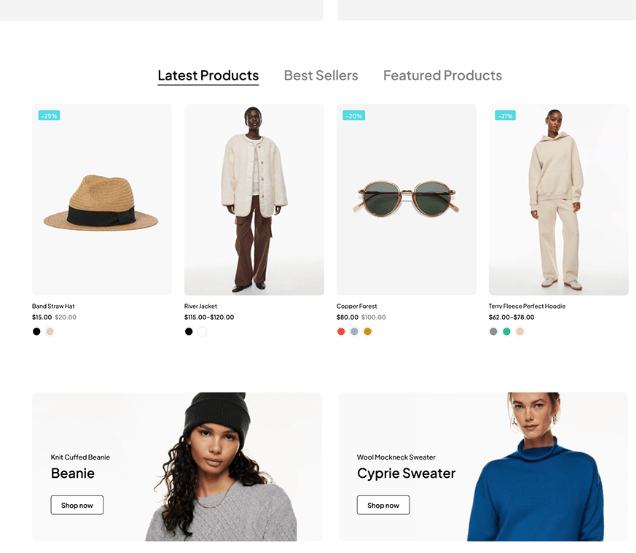 Latest Products Best Sellers Featured Products
-25% -20% -21%
Band Straw Hat River Jacket Copper Forest Terry Fleece Perfect Hoodie
$15.00 $20.00 $115.00–$120.00 $80.00 $100.00 $62.00–$78.00
Knit Cuffed Beanie
Beanie
Shop now
Wool Mockneck Sweater
Cyprie Sweater
Shop now